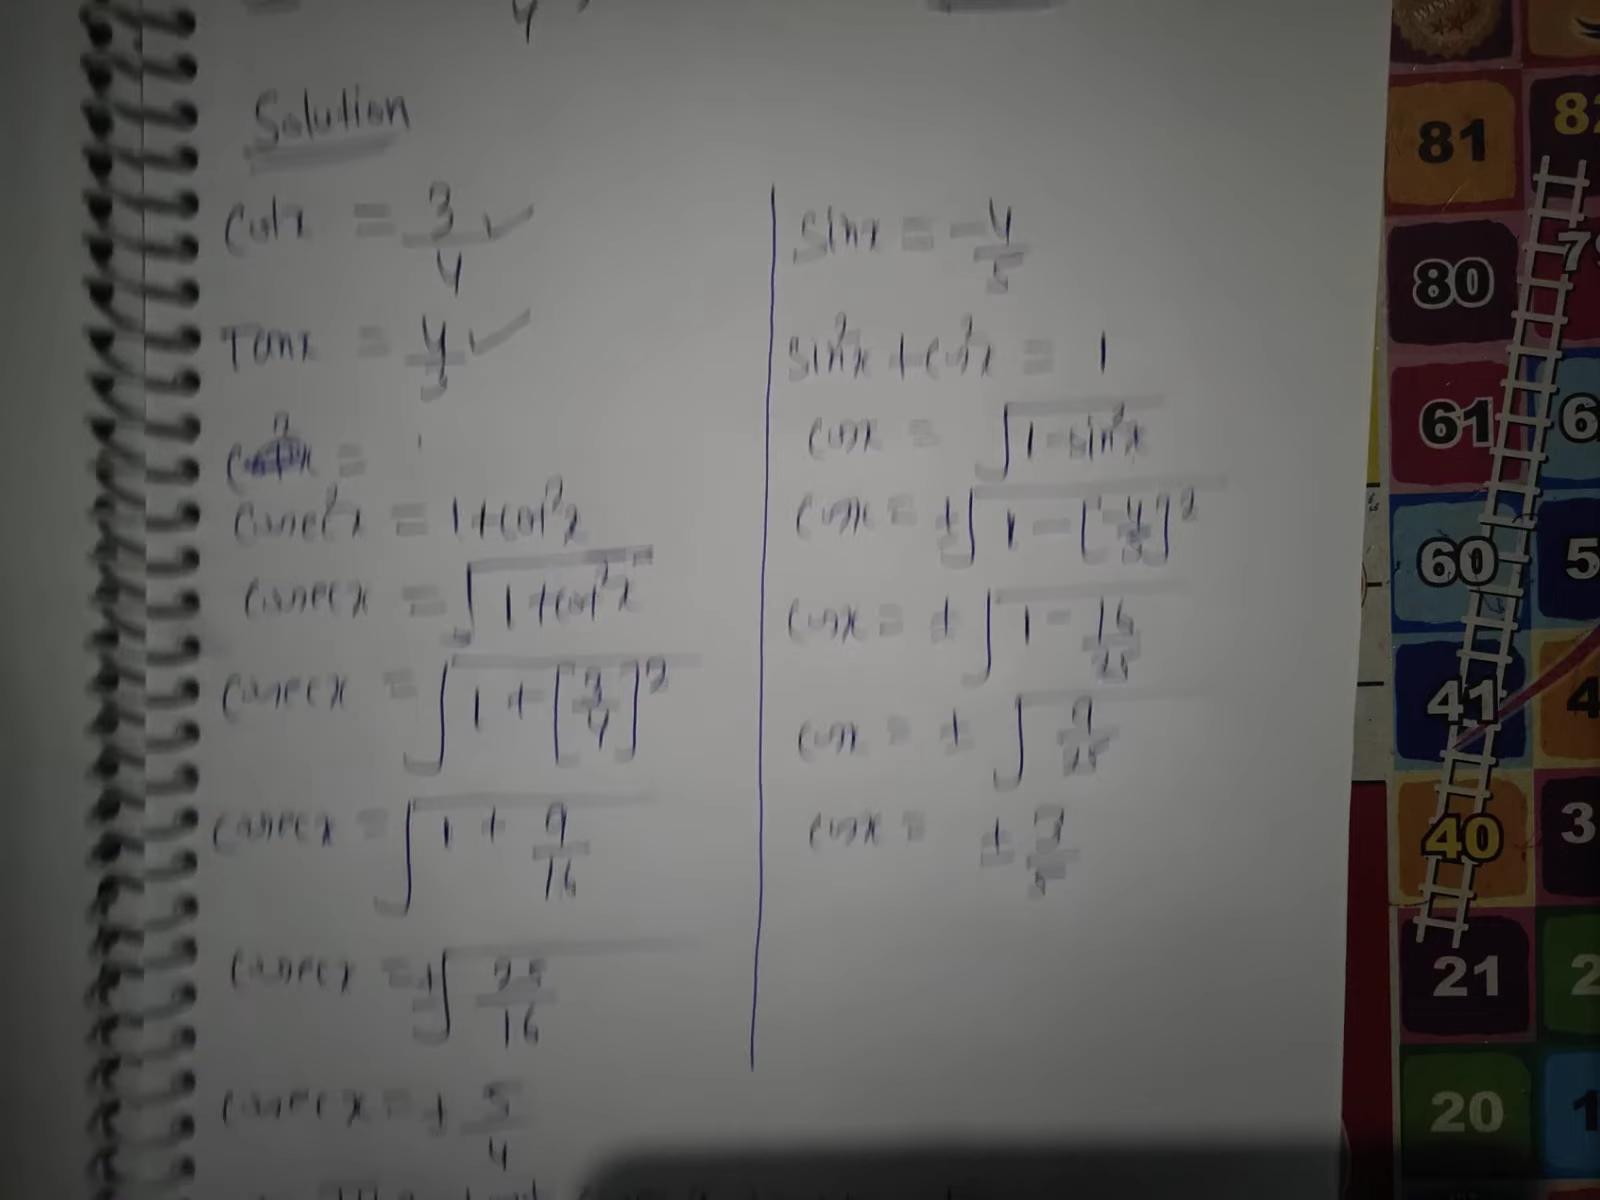 Solution
Cotx = 3/4 ✓
Tanx = 4/3 ✓
cosec²x = 1+cot²x
cosecx = √1+cot²x
cosecx = √1+[3/4]²
cosecx = √1+9/16
cosecx = ±√25/16
cosecx = ± 5/4
Sinx = -4/5
Sin²x + cos²x = 1
cosx = √1-sin²x
cosx = ±√1-[-4/5]²
cosx = ±√1-16/25
cosx = ±√9/25
cosx = ± 3/5
81
80
79
61
60
41
40
21
20